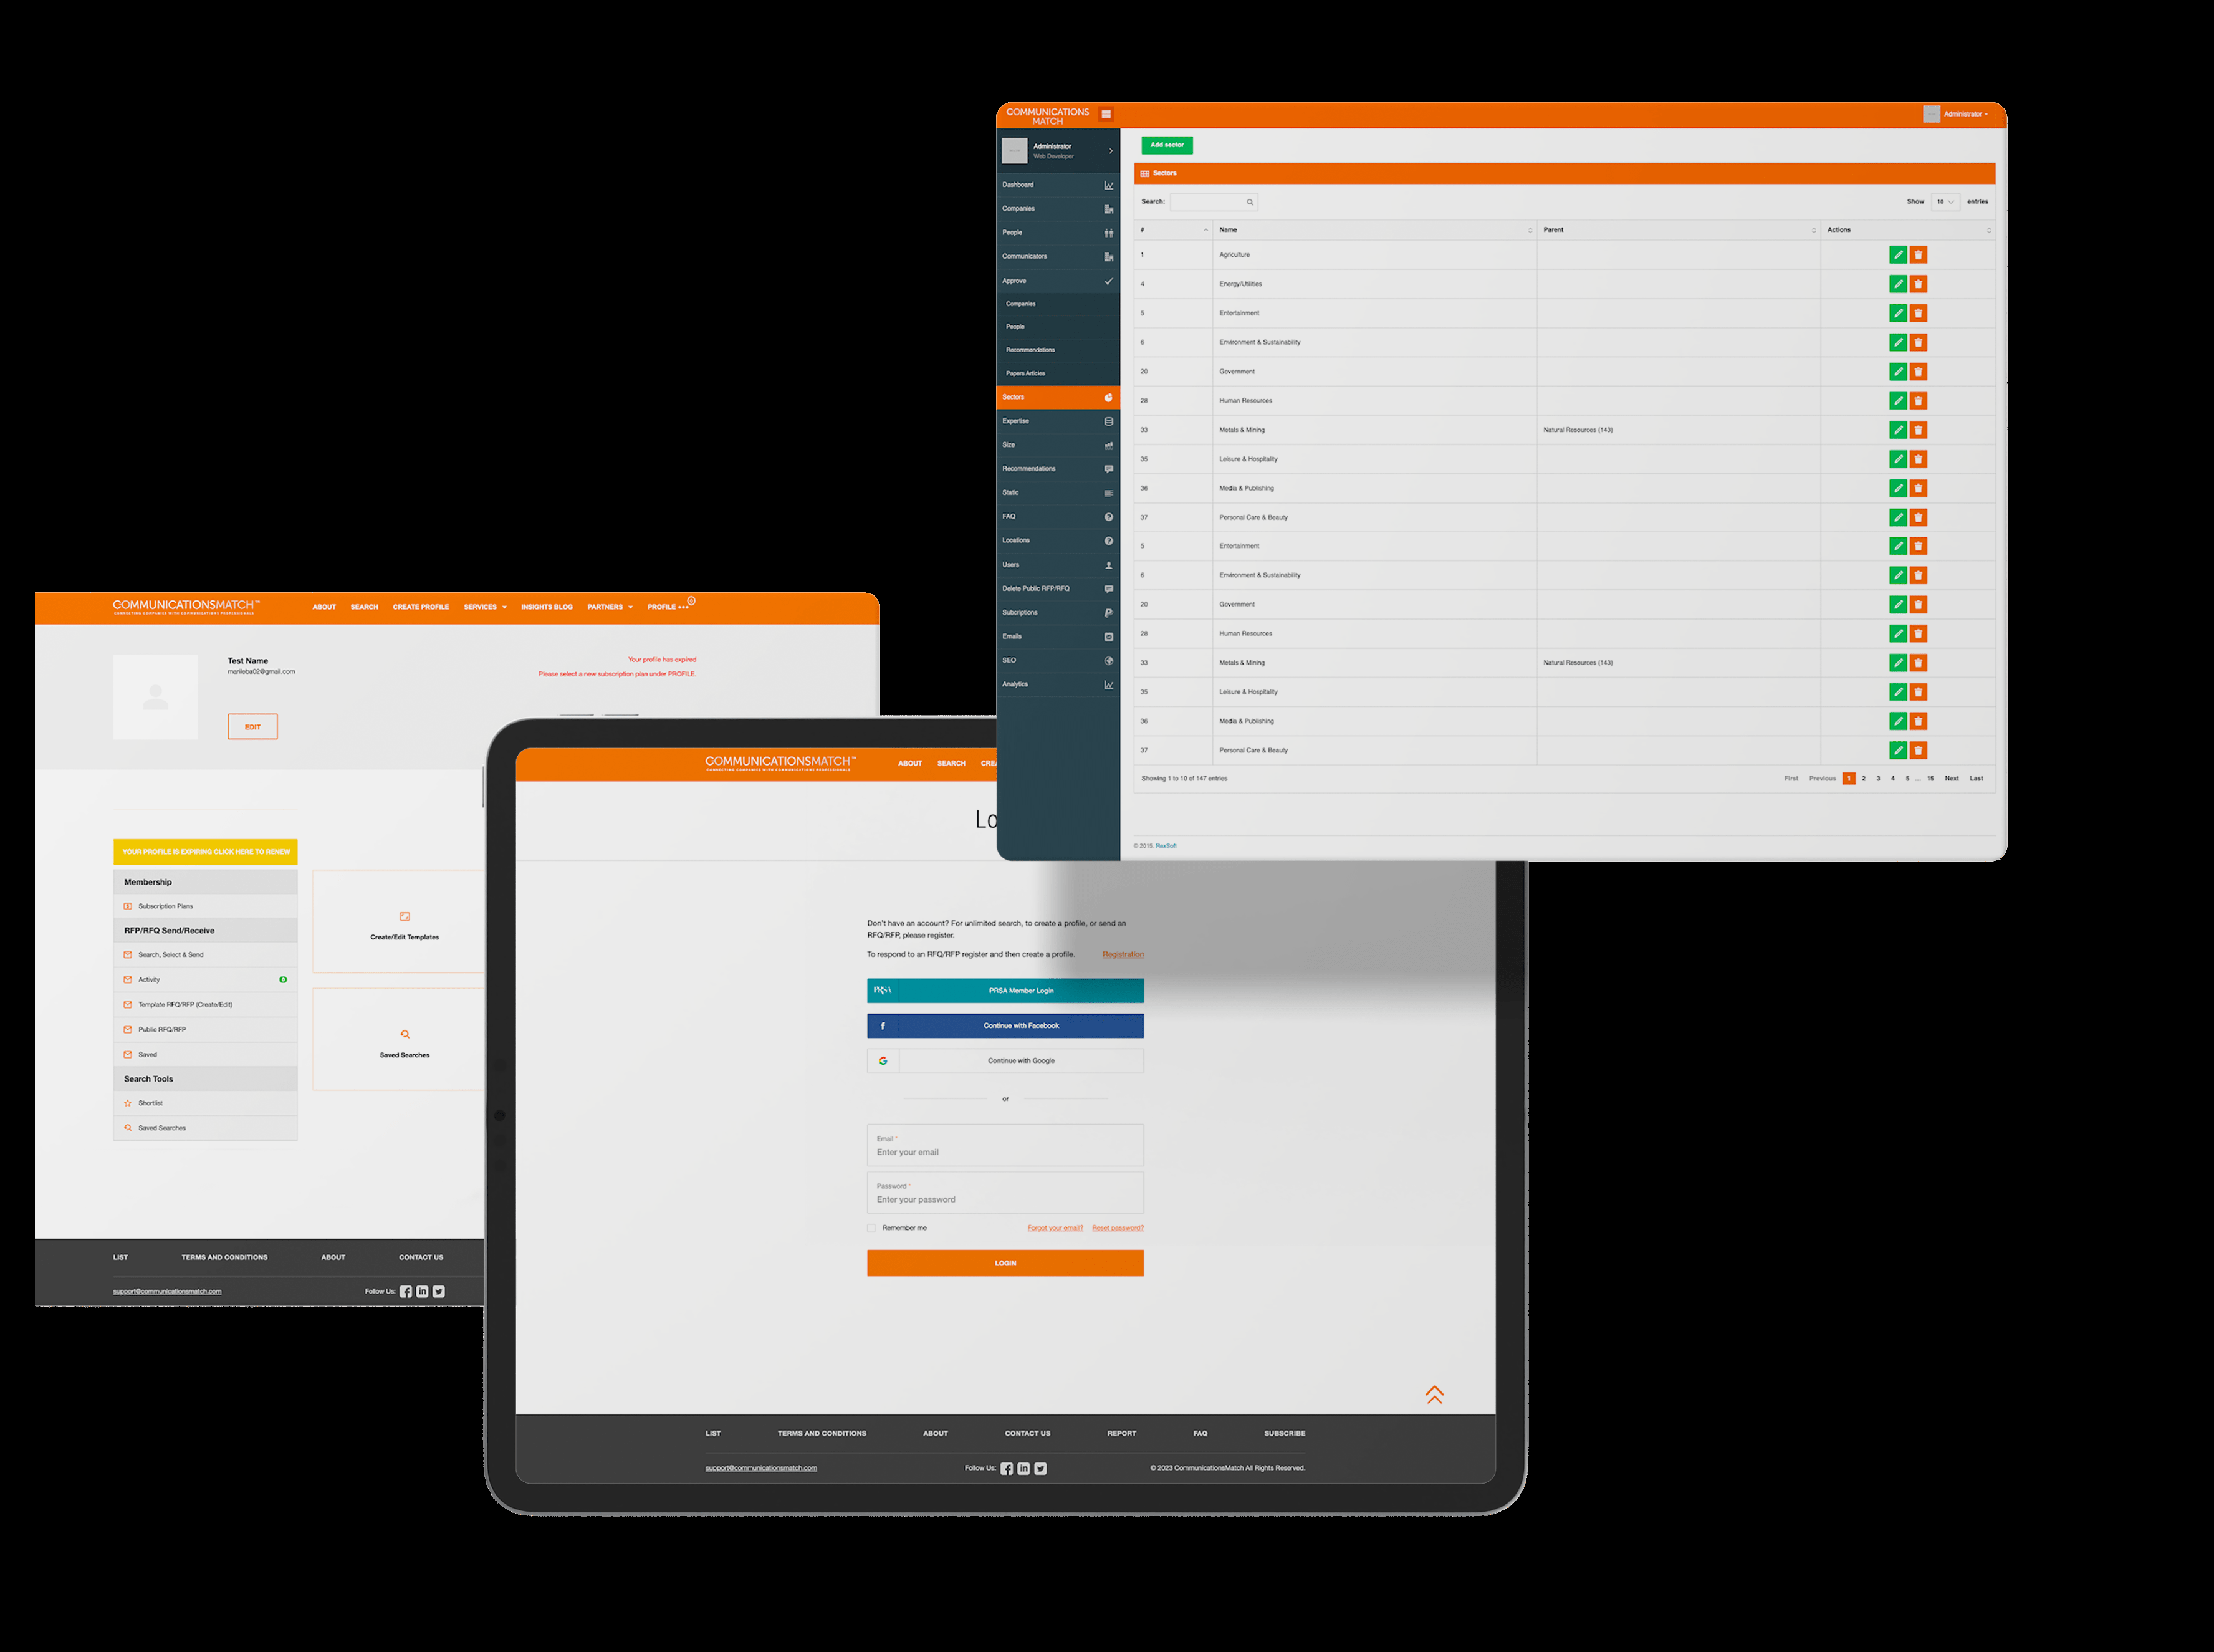 COMMUNICATIONS
MATCH
Administrator
Administrator
Web Developer
Dashboard
Companies
People
Communicators
Approve
Companies
People
Recommendations
Papers Articles
Sectors
Expertise
Size
Recommendations
Static
FAQ
Locations
Users
Delete Public RFP/RFQ
Subcriptions
Emails
SEO
Analytics
Add sector
Sectors
Search:
Show 10 entries
# Name Parent Actions
1 Agriculture
4 Energy/Utilities
5 Entertainment
6 Environment & Sustainability
20 Government
28 Human Resources
33 Metals & Mining Natural Resources (143)
35 Leisure & Hospitality
36 Media & Publishing
37 Personal Care & Beauty
5 Entertainment
6 Environment & Sustainability
20 Government
28 Human Resources
33 Metals & Mining Natural Resources (143)
35 Leisure & Hospitality
36 Media & Publishing
37 Personal Care & Beauty
Showing 1 to 10 of 147 entries
First Previous 1 2 3 4 5 ... 15 Next Last
© 2015. RexSoft
COMMUNICATIONSMATCH™
CONNECTING COMPANIES WITH COMMUNICATIONS PROFESSIONALS
ABOUT SEARCH CREATE PROFILE SERVICES INSIGHTS BLOG PARTNERS PROFILE
Test Name
marileba02@gmail.com
EDIT
Your profile has expired
Please select a new subscription plan under PROFILE.
YOUR PROFILE IS EXPIRING CLICK HERE TO RENEW
Membership
Subscription Plans
RFP/RFQ Send/Receive
Search, Select & Send
Activity
Template RFQ/RFP (Create/Edit)
Public RFQ/RFP
Saved
Search Tools
Shortlist
Saved Searches
Create/Edit Templates
Saved Searches
LIST TERMS AND CONDITIONS ABOUT CONTACT US
support@communicationsmatch.com
Follow Us:
COMMUNICATIONSMATCH™
CONNECTING COMPANIES WITH COMMUNICATIONS PROFESSIONALS
ABOUT SEARCH CREA
Lo
Don't have an account? For unlimited search, to create a profile, or send an
RFQ/RFP, please register.
To respond to an RFQ/RFP register and then create a profile. Registration
PRSA PRSA Member Login
Continue with Facebook
Continue with Google
or
Email *
Enter your email
Password *
Enter your password
Remember me Forgot your email? Reset password?
LOGIN
LIST TERMS AND CONDITIONS ABOUT CONTACT US REPORT FAQ SUBSCRIBE
support@communicationsmatch.com
Follow Us:
© 2023 CommunicationsMatch All Rights Reserved.